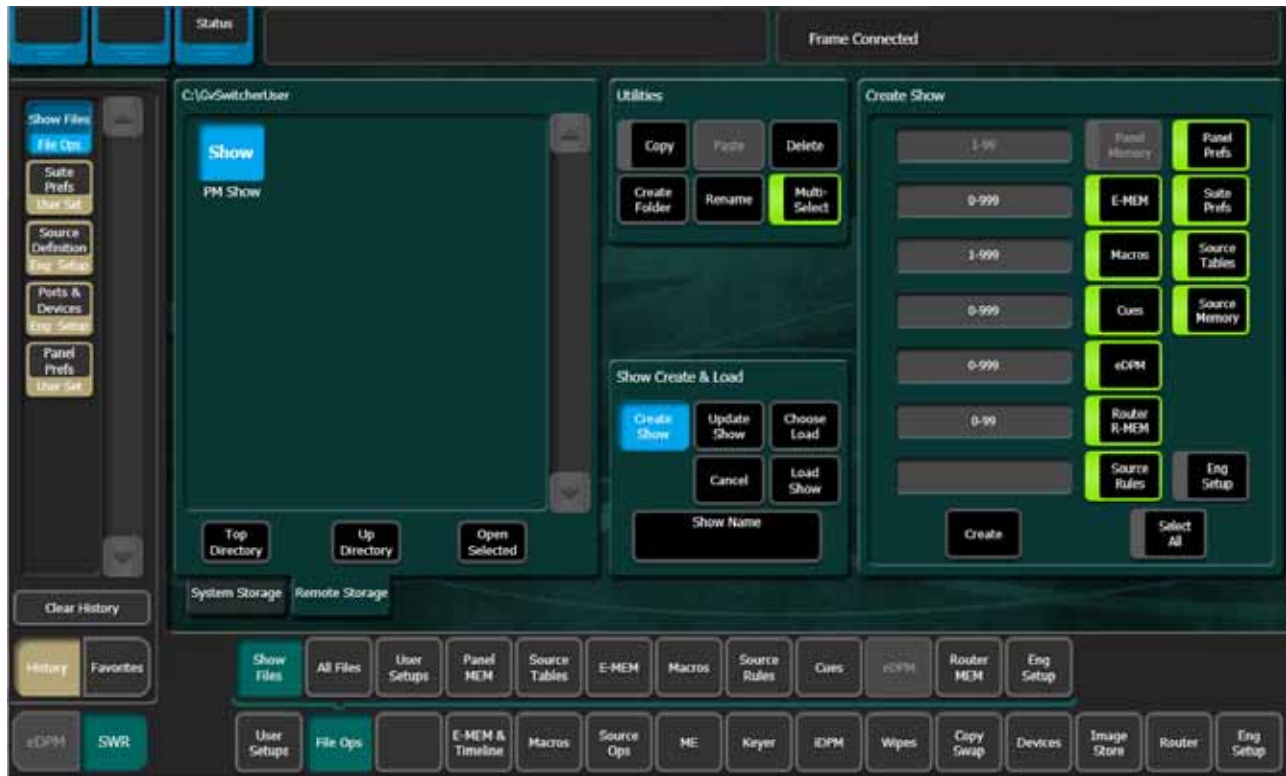 Status
Frame Connected
Show Files
File Ops
Suite
Prefs
User Set
Source
Definition
Eng Setup
Ports &
Devices
Eng Setup
Panel
Prefs
User Set
Clear History
History
Favorites
eDPM
SWR
C:\GvSwitcherUser
Show
PM Show
Top
Directory
Up
Directory
Open
Selected
System Storage
Remote Storage
Utilities
Copy
Paste
Delete
Create
Folder
Rename
Multi-
Select
Show Create & Load
Create
Show
Update
Show
Choose
Load
Cancel
Load
Show
Show Name
Create Show
1-99
Panel
Memory
Panel
Prefs
0-999
E-MEM
Suite
Prefs
1-999
Macros
Source
Tables
0-999
Cues
Source
Memory
0-999
eDPM
0-99
Router
R-MEM
Source
Rules
Eng
Setup
Create
Select
All
Show
Files
All Files
User
Setups
Panel
MEM
Source
Tables
E-MEM
Macros
Source
Rules
Cues
eDPM
Router
MEM
Eng
Setup
User
Setups
File Ops
E-MEM &
Timeline
Macros
Source
Ops
ME
Keyer
iDPM
Wipes
Copy
Swap
Devices
Image
Store
Router
Eng
Setup